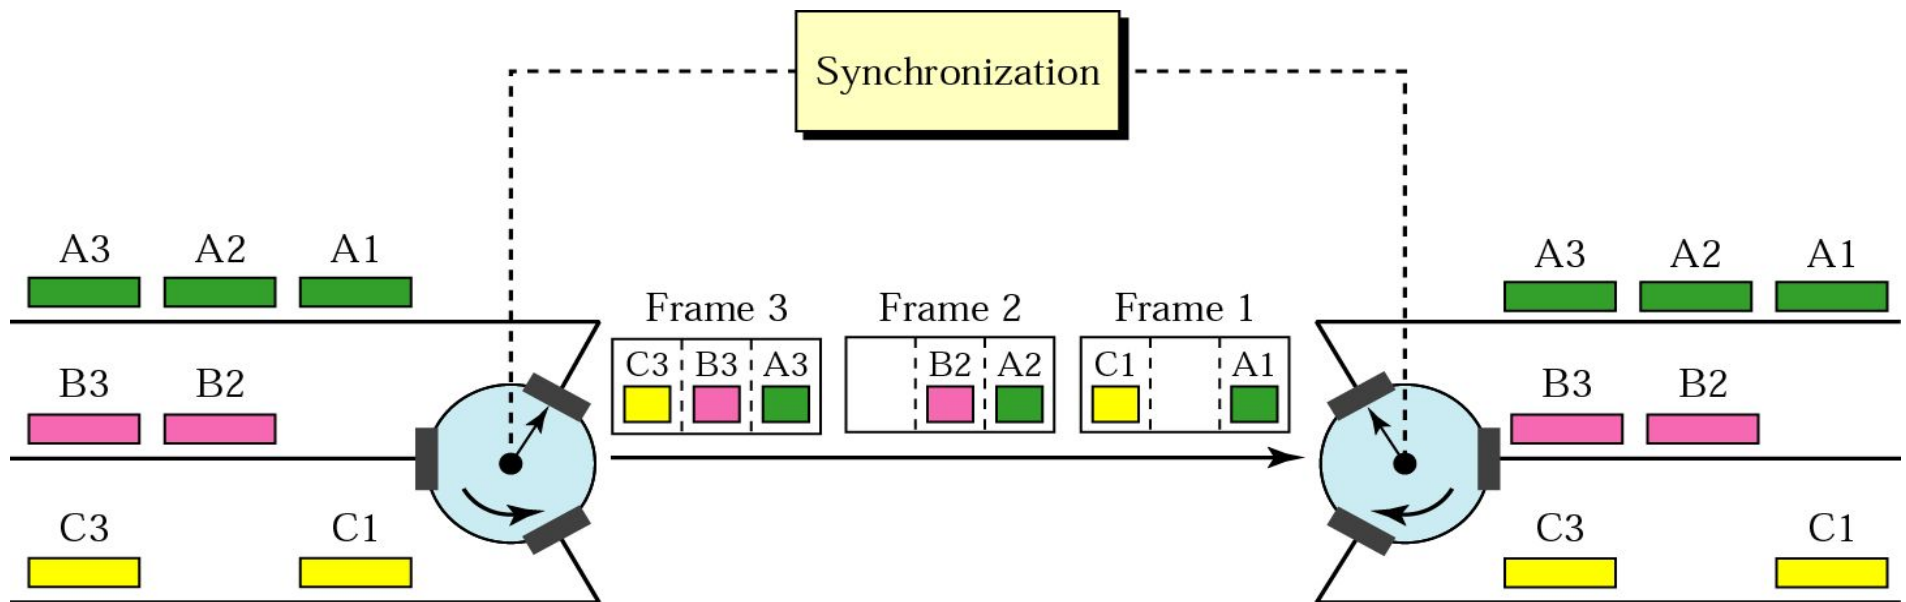 Synchronization
A3 A2 A1
A3 A2 A1
Frame 3 Frame 2 Frame 1
C3 B3 A3 B2 A2 C1 A1
B3 B2
B3 B2
C3 C1
C3 C1